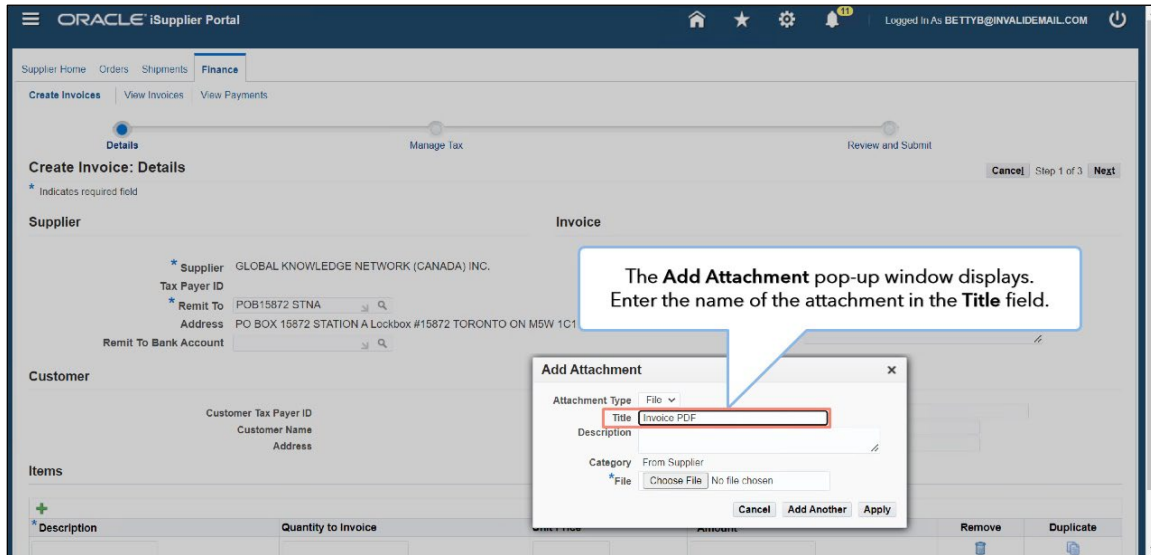 ORACLE iSupplier Portal
11
Logged In As BETTYB@INVALIDEMAIL.COM
Supplier Home Orders Shipments Finance
Create Invoices View Invoices View Payments
Details Manage Tax Review and Submit
Create Invoice: Details
Cancel Step 1 of 3 Next
* Indicates required field
Supplier
Invoice
* Supplier GLOBAL KNOWLEDGE NETWORK (CANADA) INC.
Tax Payer ID
* Remit To POB15872 STNA
Address PO BOX 15872 STATION A Lockbox #15872 TORONTO ON M5W 1C1
Remit To Bank Account
The Add Attachment pop-up window displays.
Enter the name of the attachment in the Title field.
Customer
Customer Tax Payer ID
Customer Name
Address
Add Attachment
Attachment Type File
Title Invoice PDF
Description
Category From Supplier
*File Choose File No file chosen
Cancel Add Another Apply
Items
* Description Quantity to Invoice Unit Price Amount Remove Duplicate